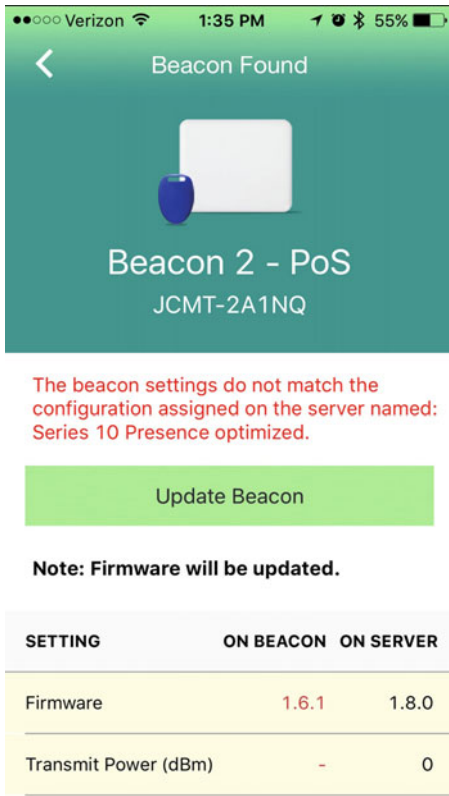 Verizon 1:35 PM 55%
Beacon Found
Beacon 2 - PoS
JCMT-2A1NQ
The beacon settings do not match the
configuration assigned on the server named:
Series 10 Presence optimized.
Update Beacon
Note: Firmware will be updated.
SETTING ON BEACON ON SERVER
Firmware 1.6.1 1.8.0
Transmit Power (dBm) - 0